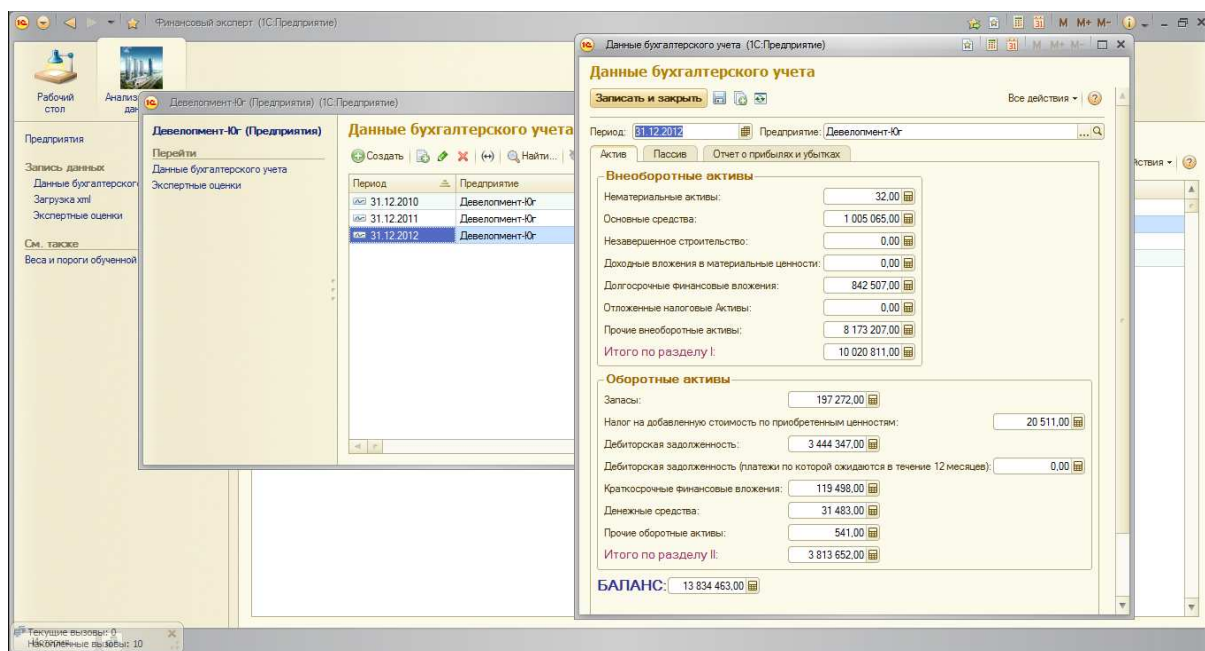 Финансовый эксперт (1С:Предприятие)
M M+ M-
Рабочий стол
Анализ
дан
Предприятия
Запись данных
Данные бухгалтерског
Загрузка xml
Экспертные оценки
См. также
Веса и пороги обученной
Девелопмент-Юг (Предприятия) (1С:Предприятие)
Девелопмент-Юг (Предприятия)
Перейти
Данные бухгалтерского учета
Экспертные оценки
Данные бухгалтерского учета
Создать Найти...
Период Предприятие
31.12.2010 Девелопмент-Юг
31.12.2011 Девелопмент-Юг
31.12.2012 Девелопмент-Юг
Данные бухгалтерского учета (1С:Предприятие)
M M+ M-
Данные бухгалтерского учета
Записать и закрыть Все действия
Период: 31.12.2012 Предприятие: Девелопмент-Юг ...
Актив Пассив Отчет о прибылях и убытках
Внеоборотные активы
Нематериальные активы: 32,00
Основные средства: 1 005 065,00
Незавершенное строительство: 0,00
Доходные вложения в материальные ценности: 0,00
Долгосрочные финансовые вложения: 842 507,00
Отложенные налоговые Активы: 0,00
Прочие внеоборотные активы: 8 173 207,00
Итого по разделу I: 10 020 811,00
Оборотные активы
Запасы: 197 272,00
Налог на добавленную стоимость по приобретенным ценностям: 20 511,00
Дебиторская задолженность: 3 444 347,00
Дебиторская задолженность (платежи по которой ожидаются в течение 12 месяцев): 0,00
Краткосрочные финансовые вложения: 119 498,00
Денежные средства: 31 483,00
Прочие оборотные активы: 541,00
Итого по разделу II: 3 813 652,00
БАЛАНС: 13 834 463,00
йствия
Текущие вызовы: 0
Накопленные вызовы: 10